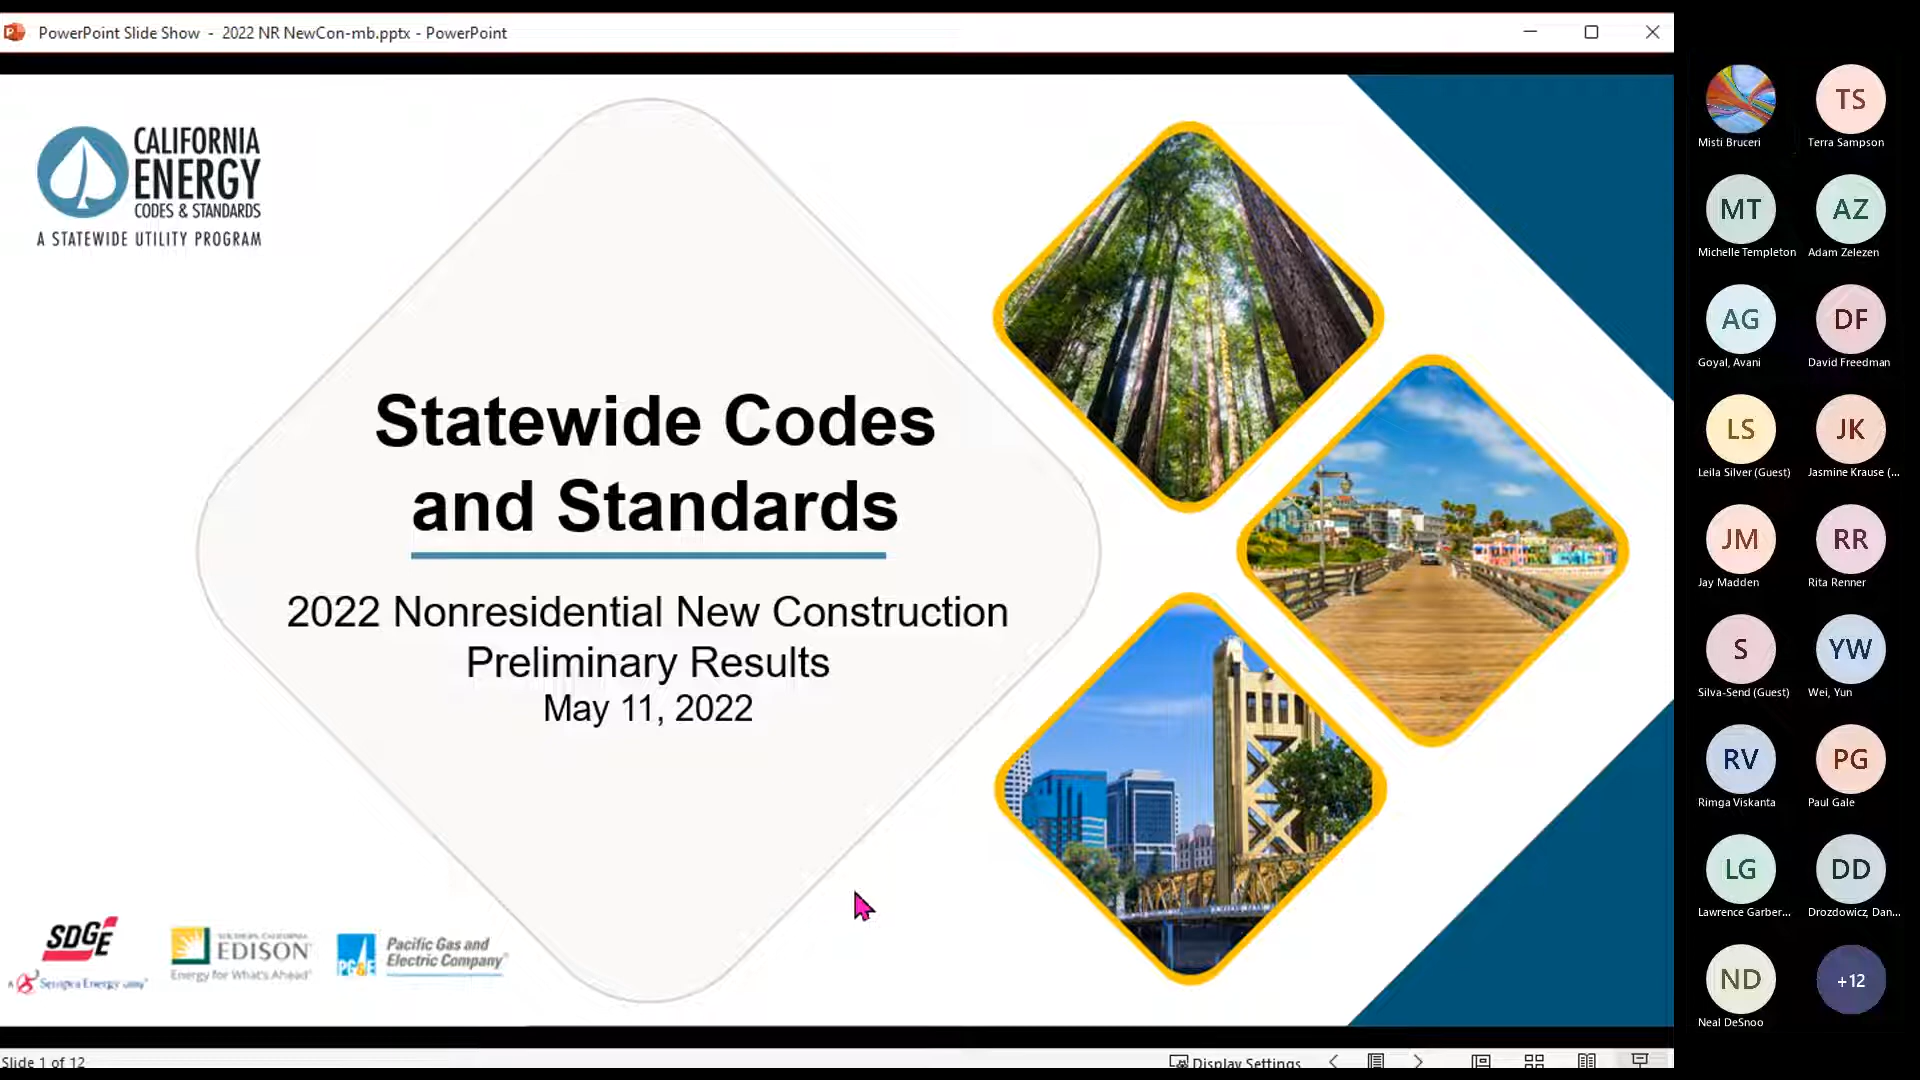 PowerPoint Slide Show - 2022 NR NewCon-mb.pptx - PowerPoint
CALIFORNIA
ENERGY
CODES & STANDARDS
A STATEWIDE UTILITY PROGRAM
Statewide Codes
and Standards
2022 Nonresidential New Construction
Preliminary Results
May 11, 2022
SDGE
A Sempra Energy utility
SOUTHERN CALIFORNIA
EDISON
Energy for What's Ahead
PG&E
Pacific Gas and
Electric Company
Slide 1 of 12
Display Settings
Misti Bruceri
TS
Terra Sampson
MT
Michelle Templeton
AZ
Adam Zelezen
AG
Goyal, Avani
DF
David Freedman
LS
Leila Silver (Guest)
JK
Jasmine Krause (...
JM
Jay Madden
RR
Rita Renner
S
Silva-Send (Guest)
YW
Wei, Yun
RV
Rimga Viskanta
PG
Paul Gale
LG
Lawrence Garber...
DD
Drozdowicz, Dan...
ND
Neal DeSnoo
+12